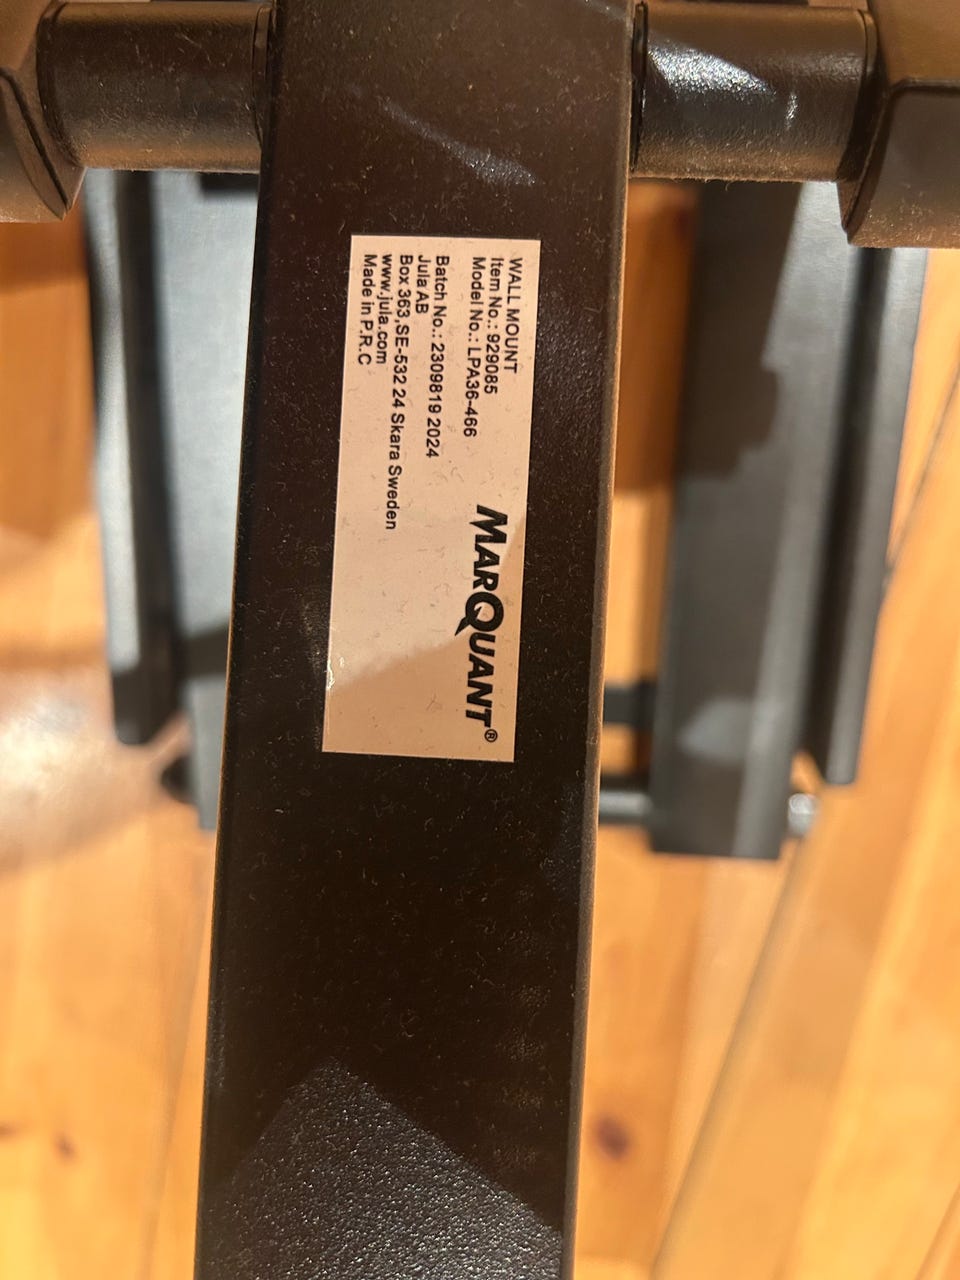 WALL MOUNT
Item No.: 929085
Model No.: LPA36-466
MARQUANT®
Batch No.: 2309819 2024
Jula AB
Box 363,SE-532 24 Skara Sweden
www.jula.com
Made in P.R.C